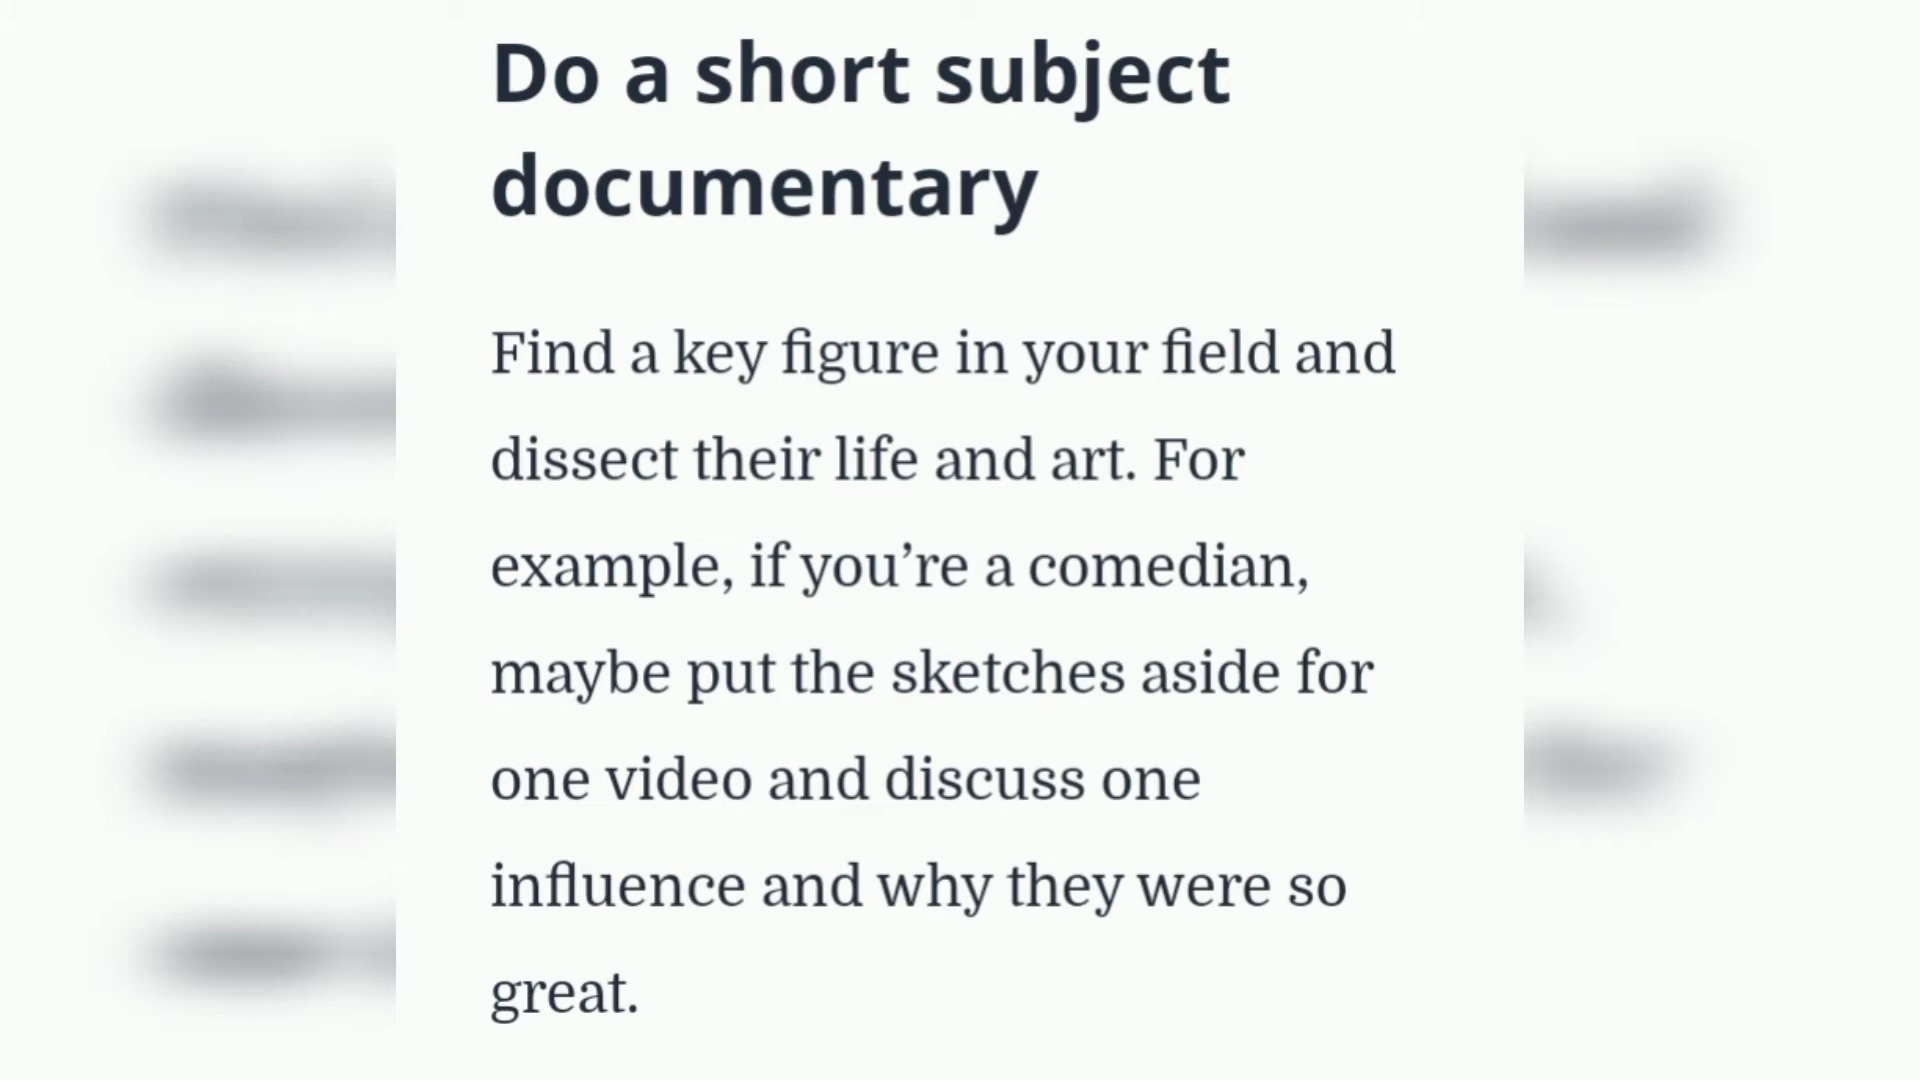 Do a short subject
documentary
Find a key figure in your field and
dissect their life and art. For
example, if you’re a comedian,
maybe put the sketches aside for
one video and discuss one
influence and why they were so
great.